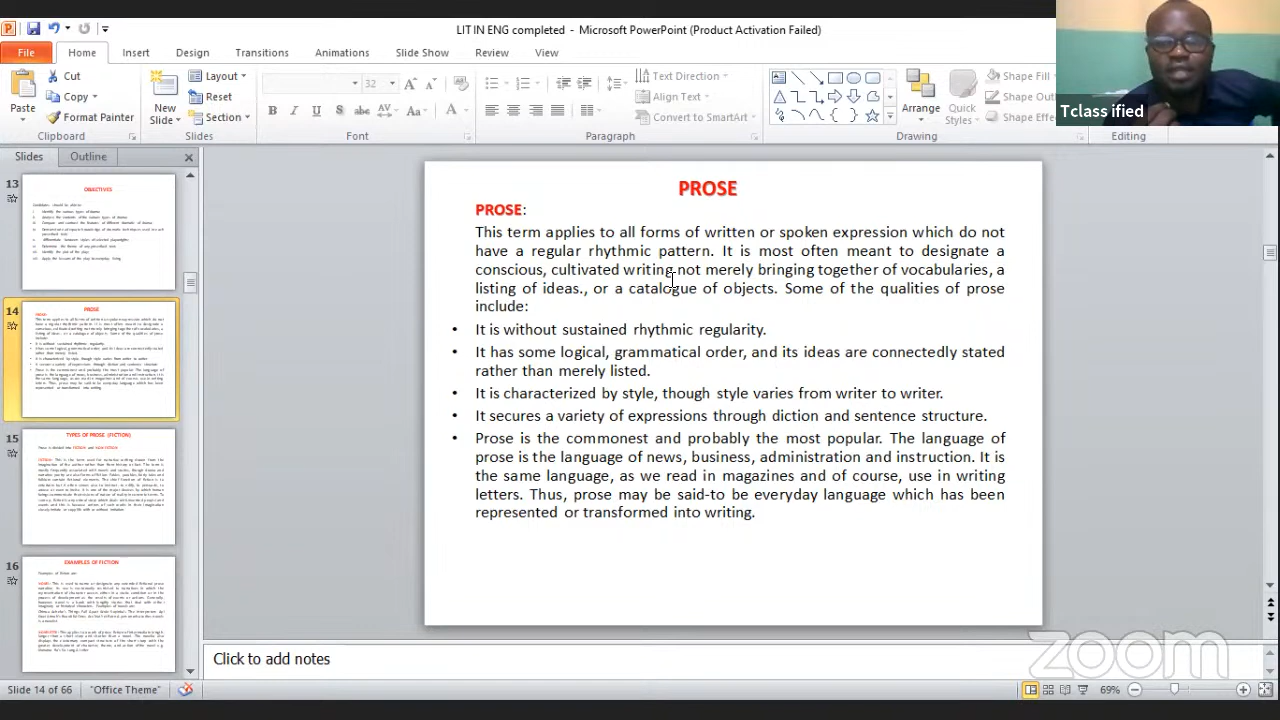 LIT IN ENG completed - Microsoft PowerPoint (Product Activation Failed)
File Home Insert Design Transitions Animations Slide Show Review View
Cut
Copy
Format Painter
Paste
Clipboard
New
Slide
Layout
Reset
Section
Slides
32
Font
Text Direction
Align Text
Convert to SmartArt
Paragraph
Arrange
Quick
Styles
Shape Fill
Shape
Shape
Drawing
Editing
Tclass ified
Slides Outline
13
OBJECTIVES
14
PROSE
15
TYPES OF PROSE (FICTION)
16
EXAMPLES OF FICTION
PROSE
PROSE:
This term applies to all forms of written or spoken expression which do not
have a regular rhythmic pattern. It is most often meant to designate a
conscious, cultivated writing not merely bringing together of vocabularies, a
listing of ideas., or a catalogue of objects. Some of the qualities of prose
include:
• It is without sustained rhythmic regularity.
• It has some logical, grammatical order and its ideas are connectedly stated
rather than merely listed.
• It is characterized by style, though style varies from writer to writer.
• It secures a variety of expressions through diction and sentence structure.
• Prose is the commonest and probably the most popular. The language of
prose is the language of news, business, administration and instruction. It is
the same language, as we read in magazines and of course, use in writing
letters. Thus, prose may be said-to be everyday language which has been
represented or transformed into writing.
Click to add notes
zoom
Slide 14 of 66 "Office Theme" 69%